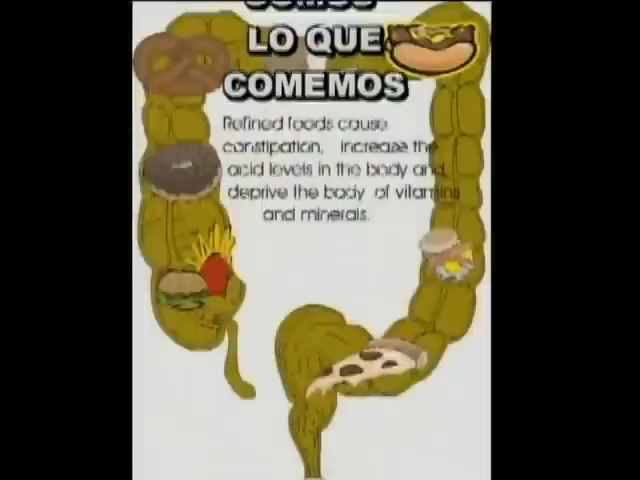 SOMOS
LO QUE
COMEMOS
Refined foods cause
constipation, increase the
acid levels in the body and
deprive the body of vitamins
and minerals.